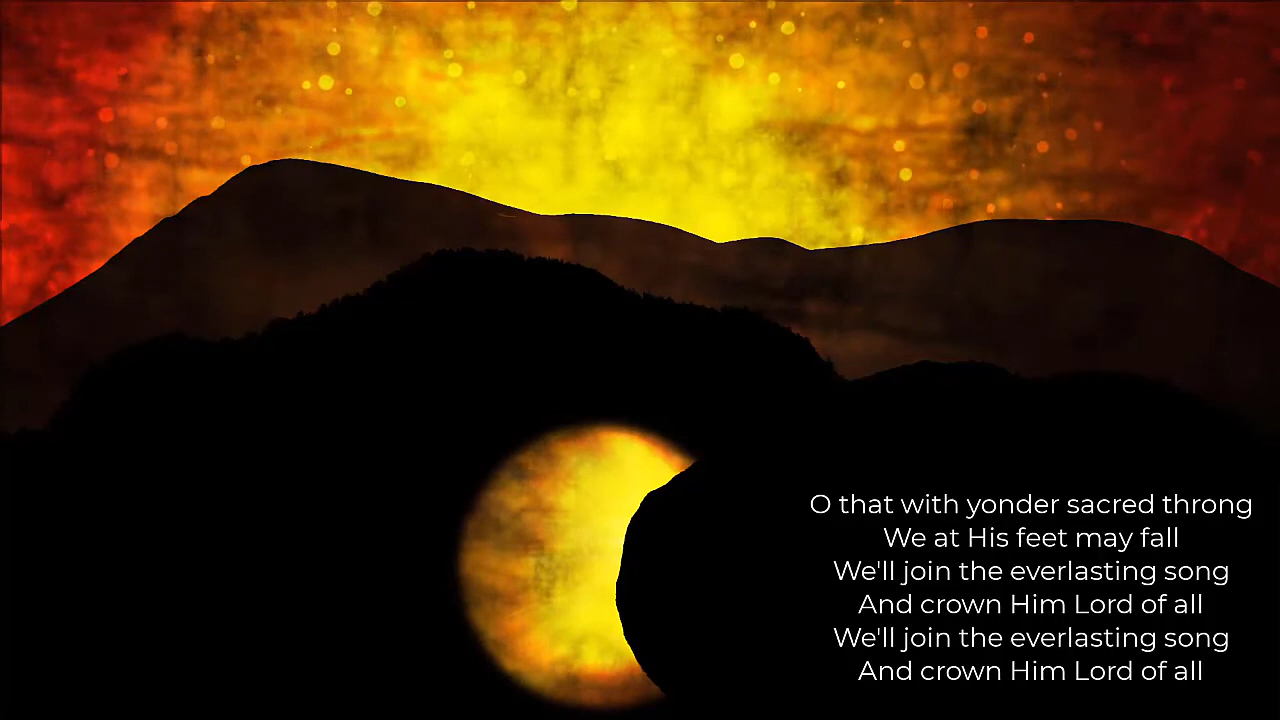 O that with yonder sacred throng
We at His feet may fall
We'll join the everlasting song
And crown Him Lord of all
We'll join the everlasting song
And crown Him Lord of all